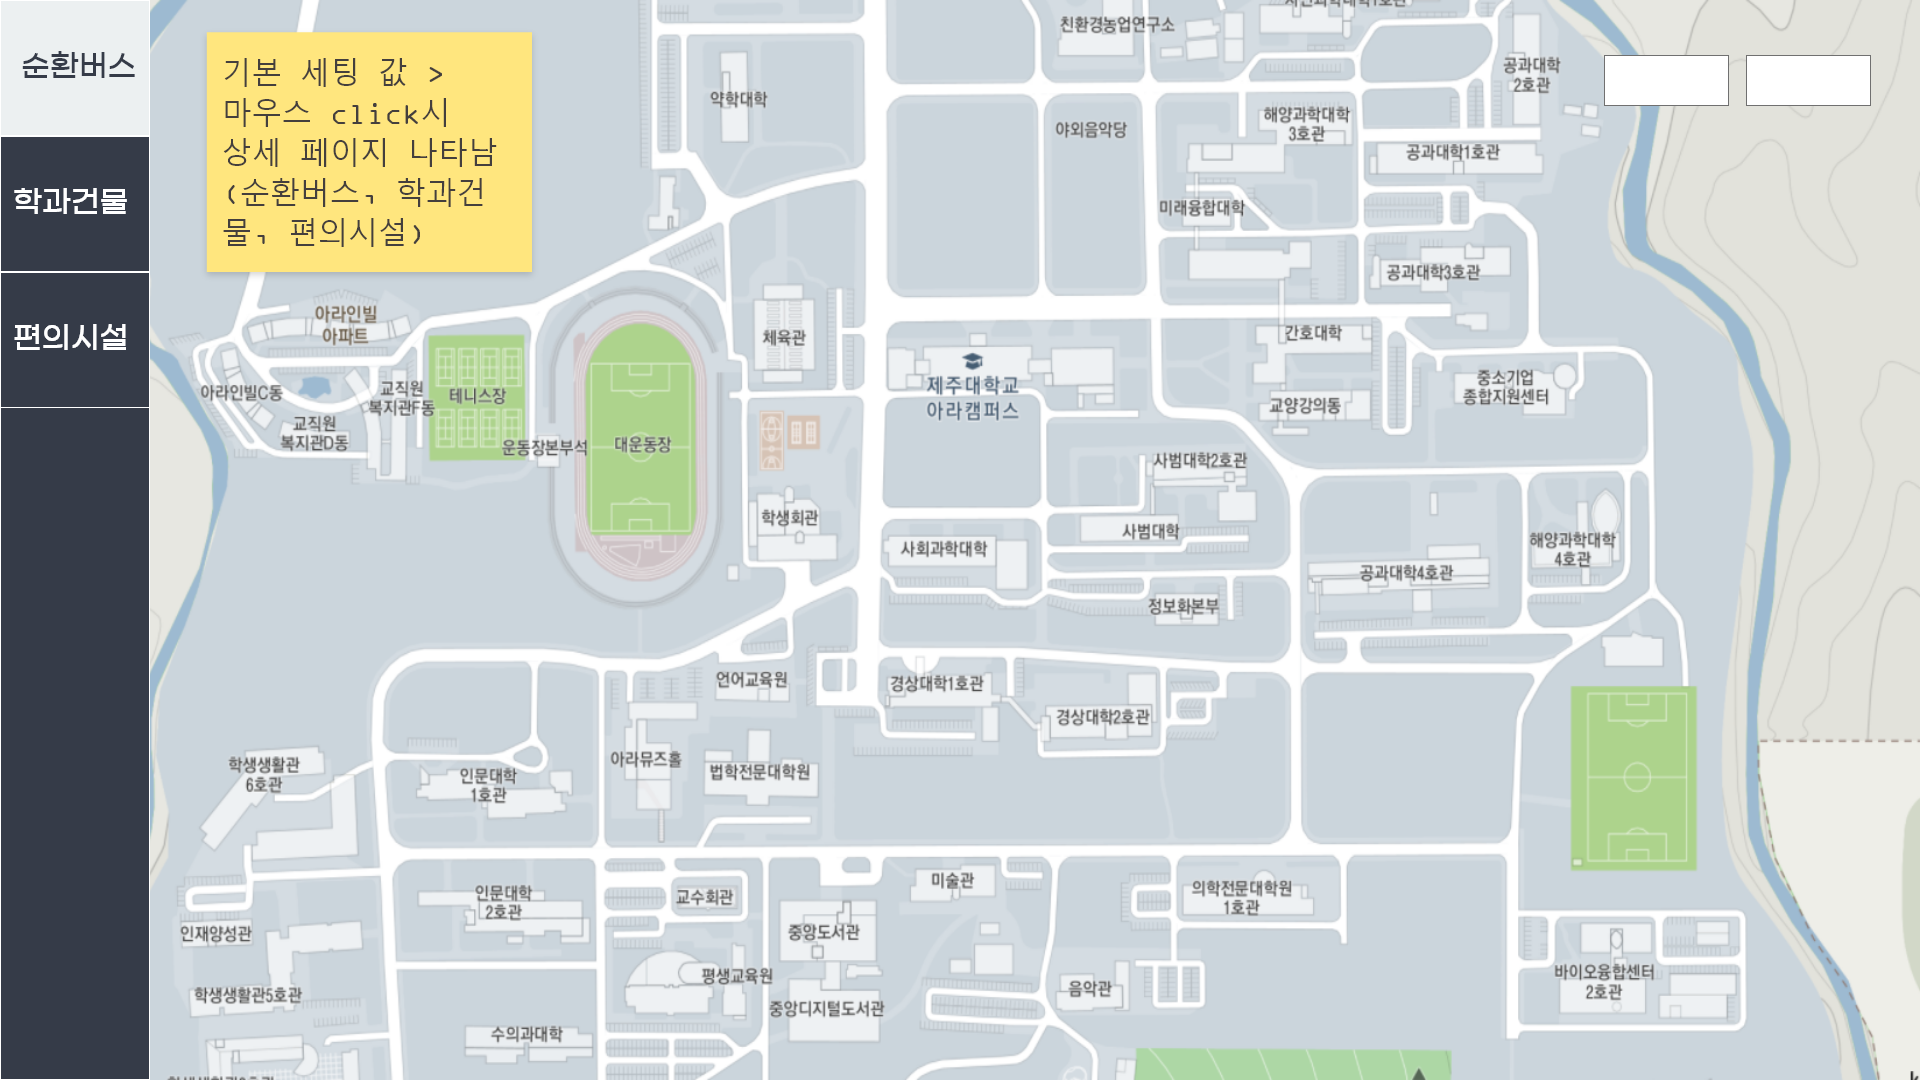 순환버스
학과건물
편의시설
기본 세팅 값 >
마우스 click시
상세 페이지 나타남
(순환버스, 학과건
물, 편의시설)
친환경농업연구소
공과대학
2호관
약학대학
야외음악당
해양과학대학
3호관
공과대학1호관
미래융합대학
공과대학3호관
아라인빌
아파트
체육관
간호대학
제주대학교
아라캠퍼스
아라인빌C동
교직원
복지관F동
테니스장
중소기업
종합지원센터
교양강의동
교직원
복지관D동
운동장본부석
대운동장
사범대학2호관
학생회관
사범대학
사회과학대학
해양과학대학
4호관
공과대학4호관
정보화본부
언어교육원
경상대학1호관
경상대학2호관
아라뮤즈홀
법학전문대학원
학생생활관
6호관
인문대학
1호관
인문대학
2호관
교수회관
미술관
의학전문대학원
1호관
인재양성관
중앙도서관
평생교육원
바이오융합센터
2호관
학생생활관5호관
음악관
중앙디지털도서관
수의과대학